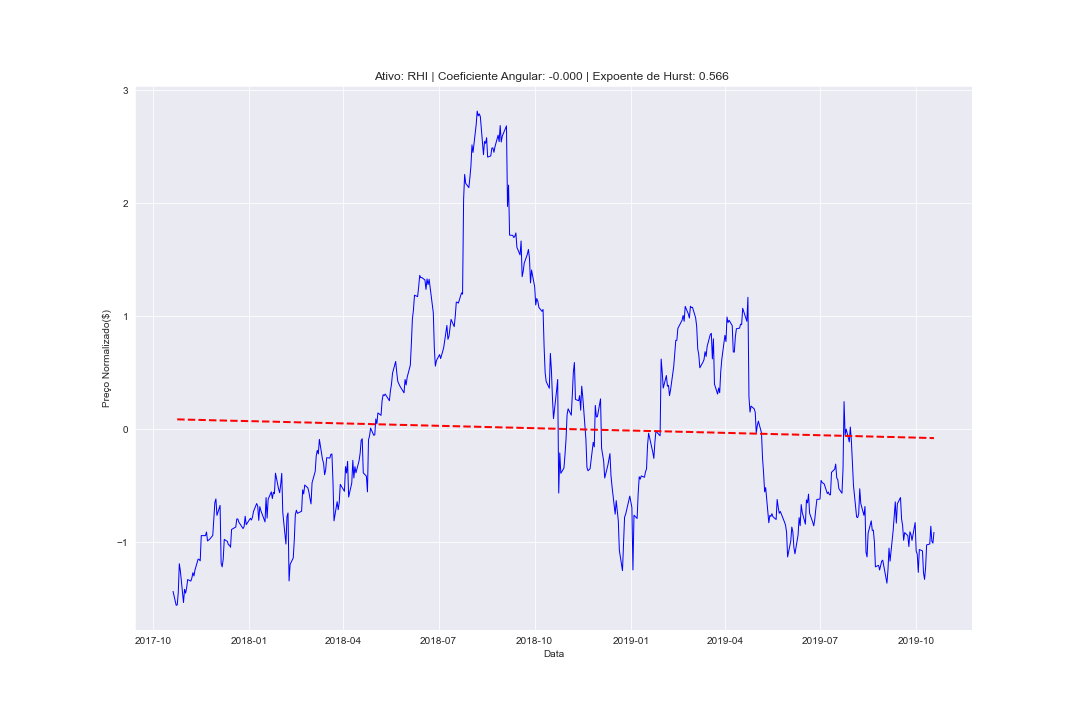 Ativo: RHI | Coeficiente Angular: -0.000 | Expoente de Hurst: 0.566
3
2
1
0
−1
Preço Normalizado($)
2017-10 2018-01 2018-04 2018-07 2018-10 2019-01 2019-04 2019-07 2019-10
Data